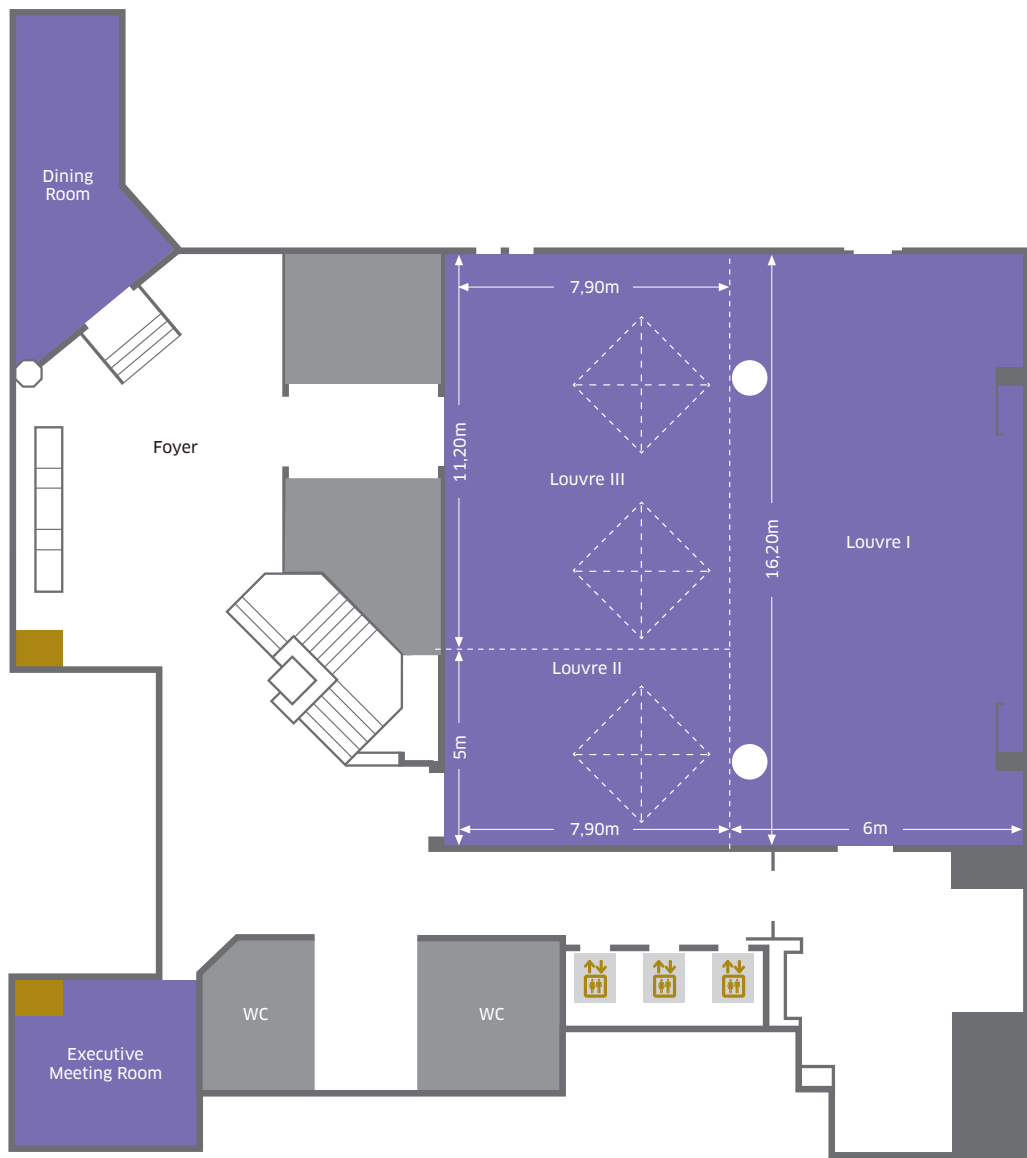 Dining
Room
7,90m
Foyer
11,20m
Louvre III
16,20m
Louvre I
Louvre II
5m
7,90m
6m
WC
WC
Executive
Meeting Room